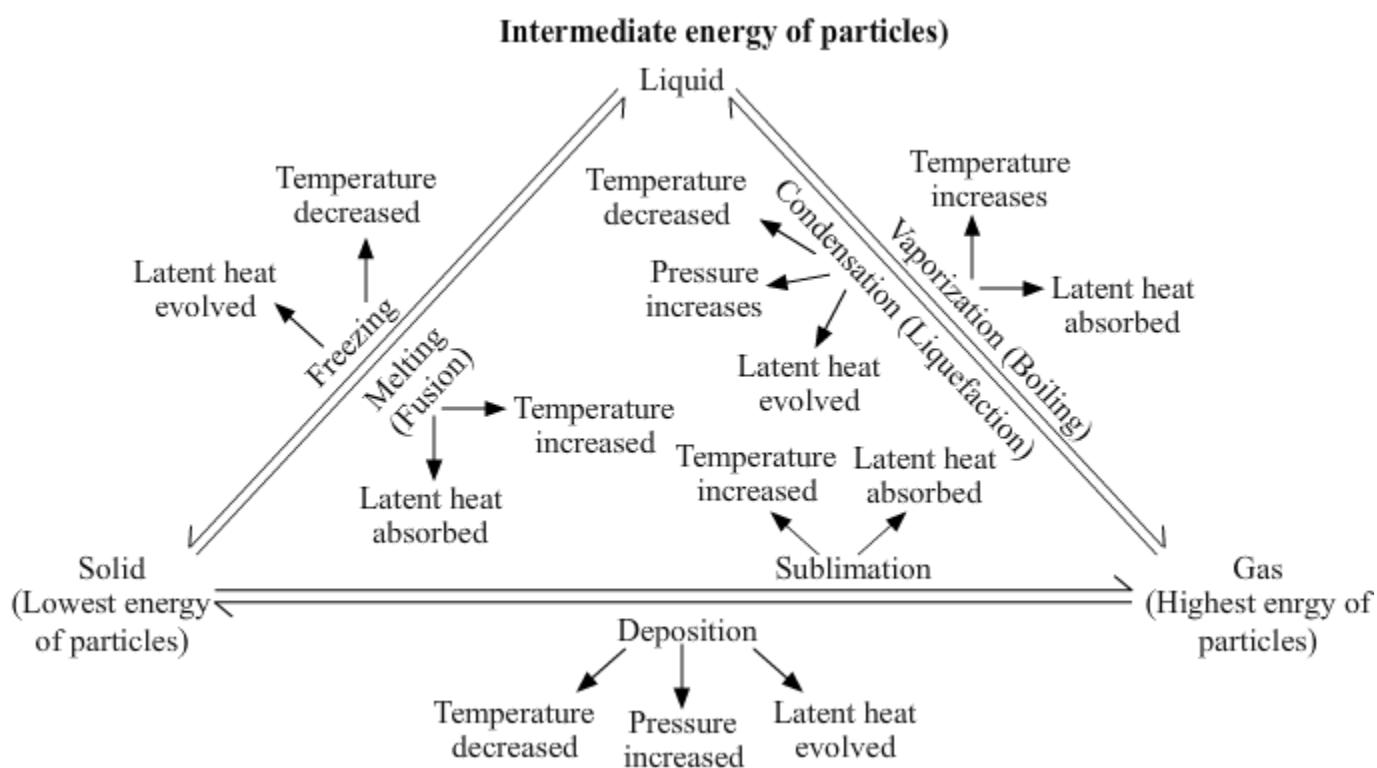 Intermediate energy of particles)
Liquid
Temperature
decreased
Latent heat
evolved
Freezing
Melting
(Fusion)
Temperature
increased
Latent heat
absorbed
Temperature
decreased
Pressure
increases
Latent heat
evolved
Condensation (Liquefaction)
Vaporization (Boiling)
Temperature
increases
Latent heat
absorbed
Temperature
increased
Latent heat
absorbed
Sublimation
Solid
(Lowest energy
of particles)
Gas
(Highest enrgy of
particles)
Deposition
Temperature
decreased
Pressure
increased
Latent heat
evolved